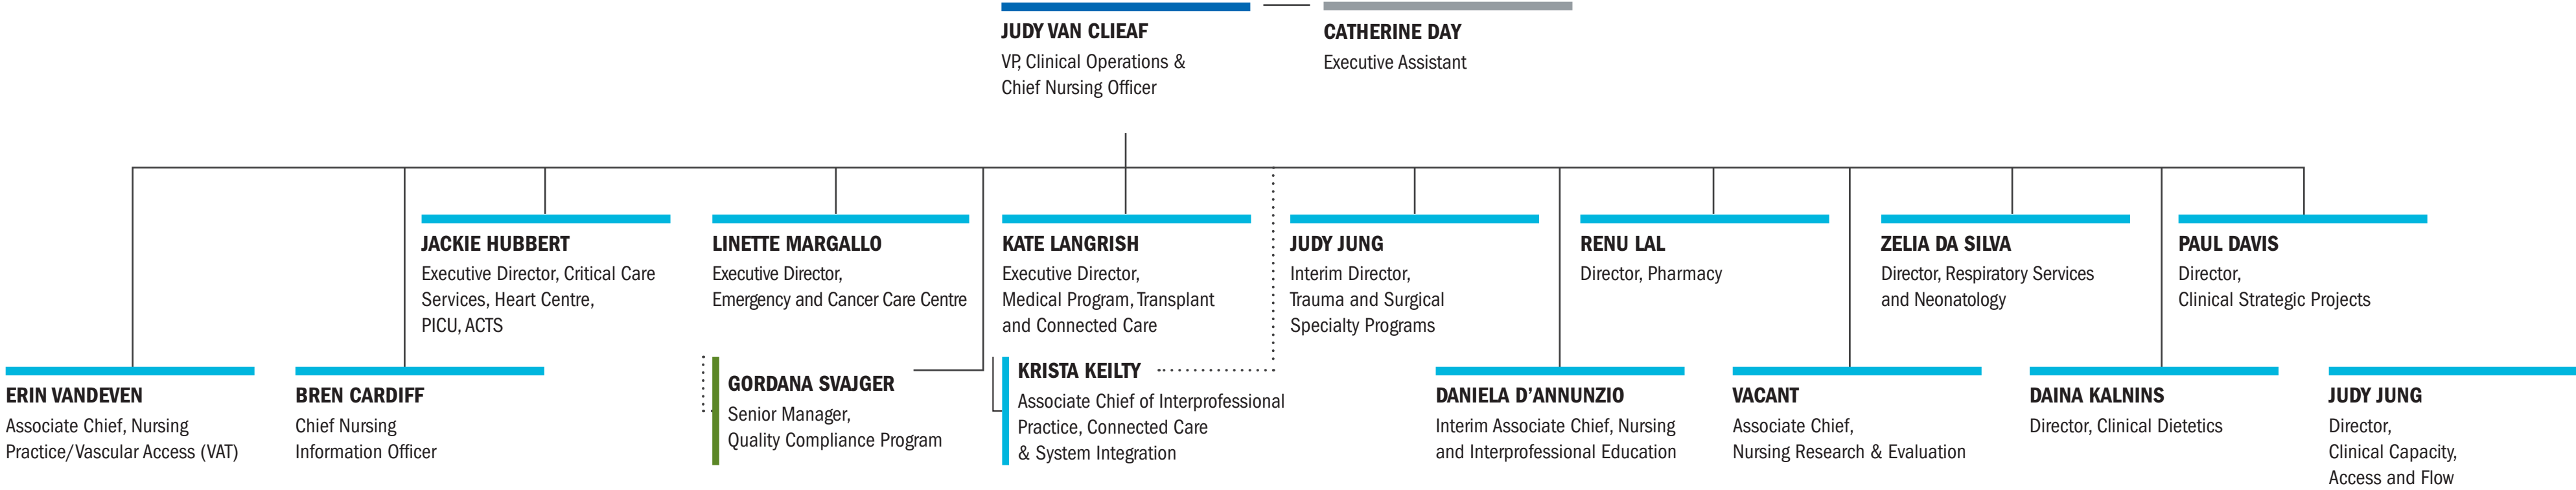 JUDY VAN CLIEAF
VP, Clinical Operations &
Chief Nursing Officer
CATHERINE DAY
Executive Assistant
JACKIE HUBBERT
Executive Director, Critical Care
Services, Heart Centre,
PICU, ACTS
LINETTE MARGALLO
Executive Director,
Emergency and Cancer Care Centre
KATE LANGRISH
Executive Director,
Medical Program, Transplant
and Connected Care
JUDY JUNG
Interim Director,
Trauma and Surgical
Specialty Programs
RENU LAL
Director, Pharmacy
ZELIA DA SILVA
Director, Respiratory Services
and Neonatology
PAUL DAVIS
Director,
Clinical Strategic Projects
ERIN VANDEVEN
Associate Chief, Nursing
Practice/Vascular Access (VAT)
BREN CARDIFF
Chief Nursing
Information Officer
GORDANA SVAJGER
Senior Manager,
Quality Compliance Program
KRISTA KEILTY
Associate Chief of Interprofessional
Practice, Connected Care
& System Integration
DANIELA D’ANNUNZIO
Interim Associate Chief, Nursing
and Interprofessional Education
VACANT
Associate Chief,
Nursing Research & Evaluation
DAINA KALNINS
Director, Clinical Dietetics
JUDY JUNG
Director,
Clinical Capacity,
Access and Flow